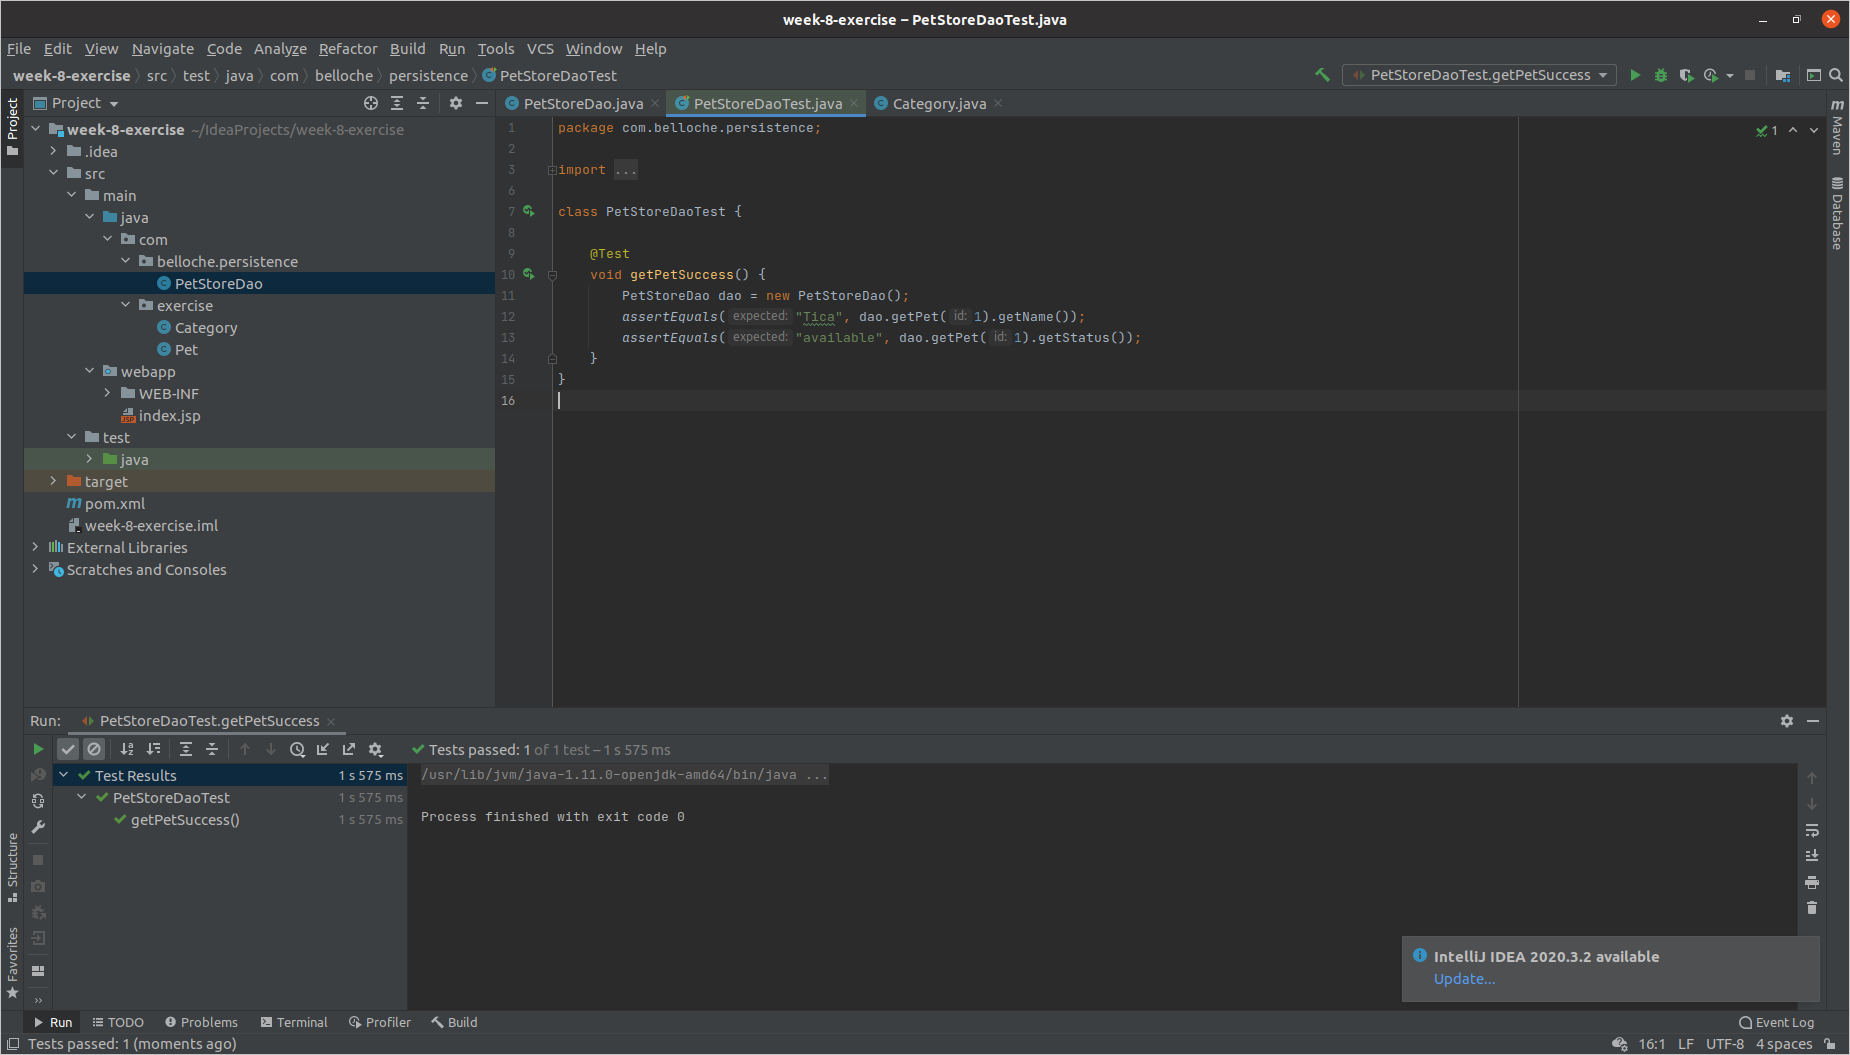 week-8-exercise – PetStoreDaoTest.java
File Edit View Navigate Code Analyze Refactor Build Run Tools VCS Window Help
week-8-exercise src test java com belloche persistence PetStoreDaoTest
PetStoreDaoTest.getPetSuccess
Project
Project
PetStoreDao.java PetStoreDaoTest.java Category.java
week-8-exercise ~/IdeaProjects/week-8-exercise
.idea
src
main
java
com
belloche.persistence
PetStoreDao
exercise
Category
Pet
webapp
WEB-INF
index.jsp
test
java
target
pom.xml
week-8-exercise.iml
External Libraries
Scratches and Consoles
1 package com.belloche.persistence;
2
3 import ...
6
7 class PetStoreDaoTest {
8
9 @Test
10 void getPetSuccess() {
11 PetStoreDao dao = new PetStoreDao();
12 assertEquals( expected: "Tica", dao.getPet( id: 1).getName());
13 assertEquals( expected: "available", dao.getPet( id: 1).getStatus());
14 }
15 }
16
1
m Maven
Database
Run: PetStoreDaoTest.getPetSuccess
Tests passed: 1 of 1 test – 1 s 575 ms
Test Results 1 s 575 ms
PetStoreDaoTest 1 s 575 ms
getPetSuccess() 1 s 575 ms
/usr/lib/jvm/java-1.11.0-openjdk-amd64/bin/java ...
Process finished with exit code 0
Structure
Favorites
IntelliJ IDEA 2020.3.2 available
Update...
Run TODO Problems Terminal Profiler Build Event Log
Tests passed: 1 (moments ago) 16:1 LF UTF-8 4 spaces